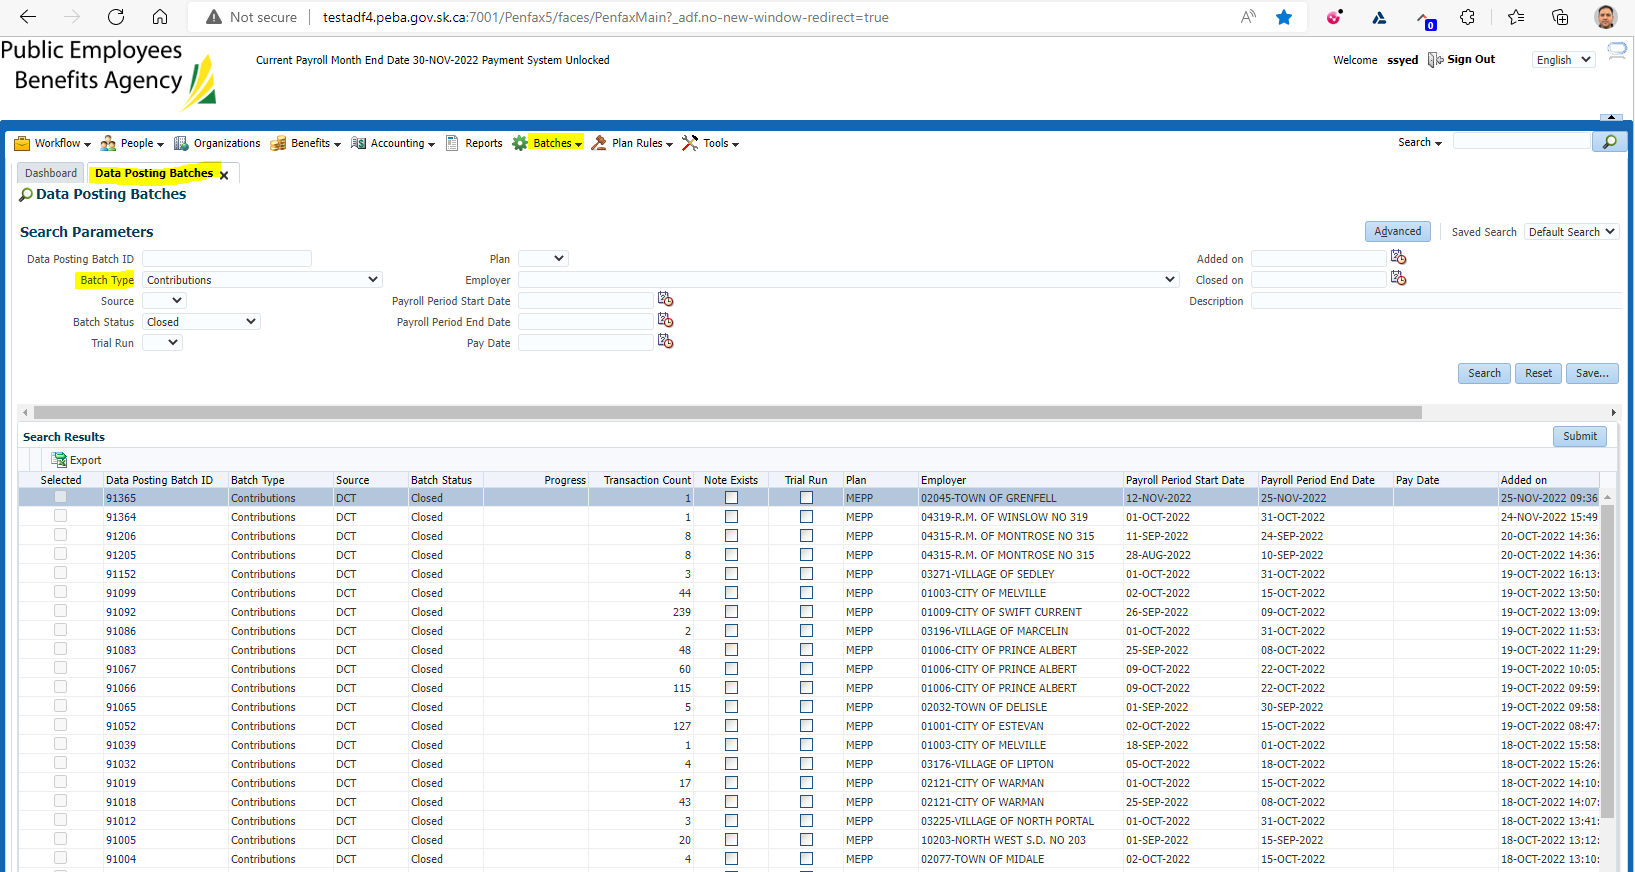 Not secure | testadf4.peba.gov.sk.ca:7001/Penfax5/faces/PenfaxMain?_adf.no-new-window-redirect=true
0
Public Employees
Benefits Agency
Current Payroll Month End Date 30-NOV-2022 Payment System Unlocked
Welcome ssyed Sign Out English
Workflow People Organizations Benefits Accounting Reports Batches Plan Rules Tools Search
Dashboard Data Posting Batches
Data Posting Batches
Search Parameters Advanced Saved Search Default Search
Data Posting Batch ID Plan Added on
Batch Type Contributions Employer Closed on
Source Payroll Period Start Date Description
Batch Status Closed Payroll Period End Date
Trial Run Pay Date
Search Reset Save...
Search Results Submit
Export
Selected Data Posting Batch ID Batch Type Source Batch Status Progress Transaction Count Note Exists Trial Run Plan Employer Payroll Period Start Date Payroll Period End Date Pay Date Added on
91365 Contributions DCT Closed 1 MEPP 02045-TOWN OF GRENFELL 12-NOV-2022 25-NOV-2022 25-NOV-2022 09:36
91364 Contributions DCT Closed 1 MEPP 04319-R.M. OF WINSLOW NO 319 01-OCT-2022 31-OCT-2022 24-NOV-2022 15:49
91206 Contributions DCT Closed 8 MEPP 04315-R.M. OF MONTROSE NO 315 11-SEP-2022 24-SEP-2022 20-OCT-2022 14:36:
91205 Contributions DCT Closed 8 MEPP 04315-R.M. OF MONTROSE NO 315 28-AUG-2022 10-SEP-2022 20-OCT-2022 14:36:
91152 Contributions DCT Closed 3 MEPP 03271-VILLAGE OF SEDLEY 01-OCT-2022 31-OCT-2022 19-OCT-2022 16:13:
91099 Contributions DCT Closed 44 MEPP 01003-CITY OF MELVILLE 02-OCT-2022 15-OCT-2022 19-OCT-2022 13:50:
91092 Contributions DCT Closed 239 MEPP 01009-CITY OF SWIFT CURRENT 26-SEP-2022 09-OCT-2022 19-OCT-2022 13:09:
91086 Contributions DCT Closed 2 MEPP 03196-VILLAGE OF MARCELIN 01-OCT-2022 31-OCT-2022 19-OCT-2022 11:53:
91083 Contributions DCT Closed 48 MEPP 01006-CITY OF PRINCE ALBERT 25-SEP-2022 08-OCT-2022 19-OCT-2022 11:29:
91067 Contributions DCT Closed 60 MEPP 01006-CITY OF PRINCE ALBERT 09-OCT-2022 22-OCT-2022 19-OCT-2022 10:05:
91066 Contributions DCT Closed 115 MEPP 01006-CITY OF PRINCE ALBERT 09-OCT-2022 22-OCT-2022 19-OCT-2022 09:59:
91065 Contributions DCT Closed 5 MEPP 02032-TOWN OF DELISLE 01-SEP-2022 30-SEP-2022 19-OCT-2022 09:58:
91052 Contributions DCT Closed 127 MEPP 01001-CITY OF ESTEVAN 02-OCT-2022 15-OCT-2022 19-OCT-2022 08:47:
91039 Contributions DCT Closed 1 MEPP 01003-CITY OF MELVILLE 18-SEP-2022 01-OCT-2022 18-OCT-2022 15:58:
91032 Contributions DCT Closed 4 MEPP 03176-VILLAGE OF LIPTON 05-OCT-2022 18-OCT-2022 18-OCT-2022 15:26:
91019 Contributions DCT Closed 17 MEPP 02121-CITY OF WARMAN 01-OCT-2022 15-OCT-2022 18-OCT-2022 14:10:
91018 Contributions DCT Closed 43 MEPP 02121-CITY OF WARMAN 25-SEP-2022 08-OCT-2022 18-OCT-2022 14:07:
91012 Contributions DCT Closed 3 MEPP 03225-VILLAGE OF NORTH PORTAL 01-OCT-2022 31-OCT-2022 18-OCT-2022 13:41:
91005 Contributions DCT Closed 20 MEPP 10203-NORTH WEST S.D. NO 203 01-SEP-2022 15-SEP-2022 18-OCT-2022 13:12:
91004 Contributions DCT Closed 4 MEPP 02077-TOWN OF MIDALE 02-OCT-2022 15-OCT-2022 18-OCT-2022 13:10: